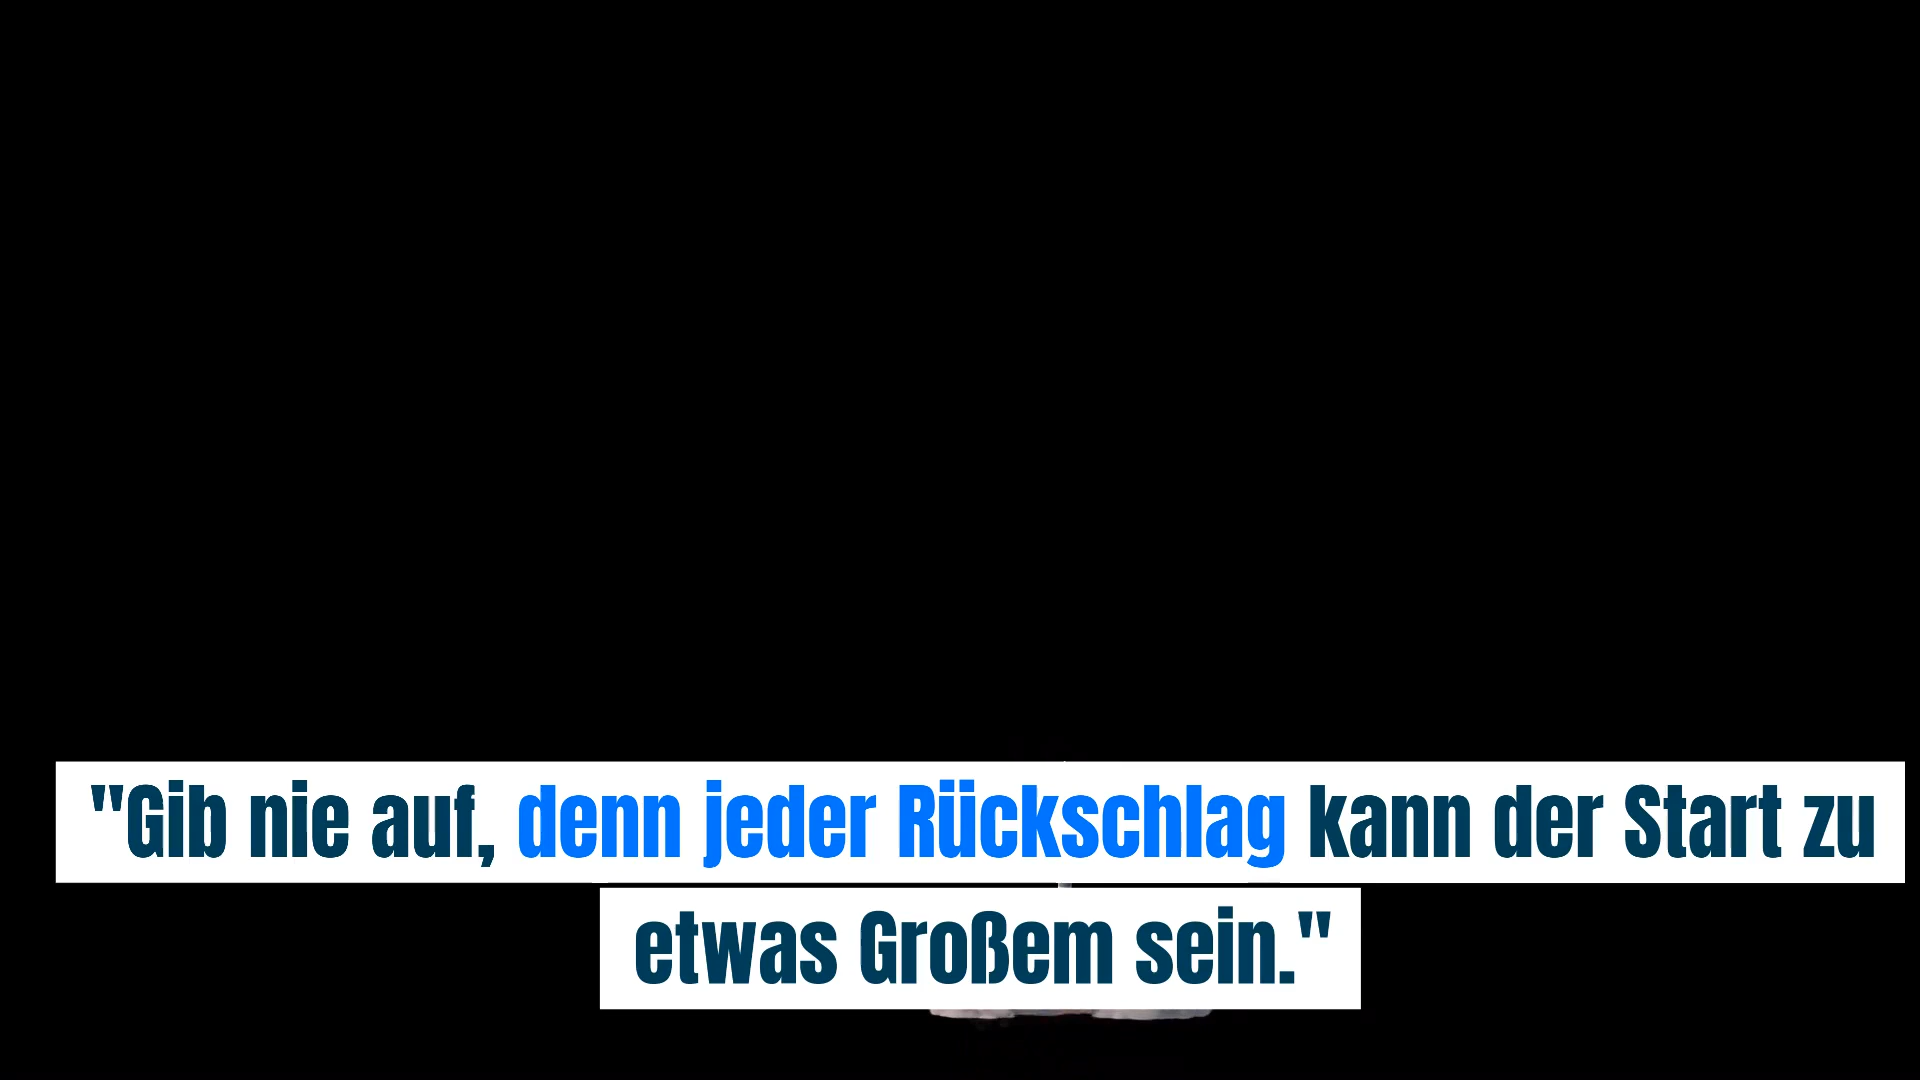 "Gib nie auf, denn jeder Rückschlag kann der Start zu
etwas Großem sein."